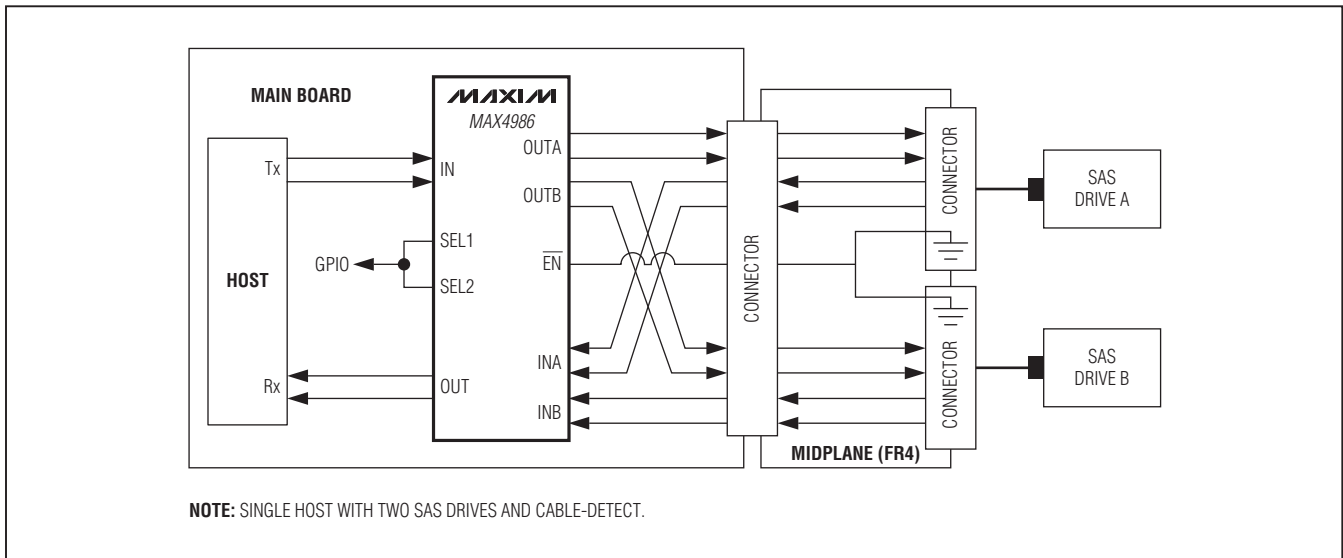 MAIN BOARD
MAXIM
MAX4986
HOST
Tx
Rx
GPIO
IN
SEL1
SEL2
OUT
OUTA
OUTB
EN
INA
INB
CONNECTOR
CONNECTOR
CONNECTOR
SAS
DRIVE A
SAS
DRIVE B
MIDPLANE (FR4)
NOTE: SINGLE HOST WITH TWO SAS DRIVES AND CABLE-DETECT.